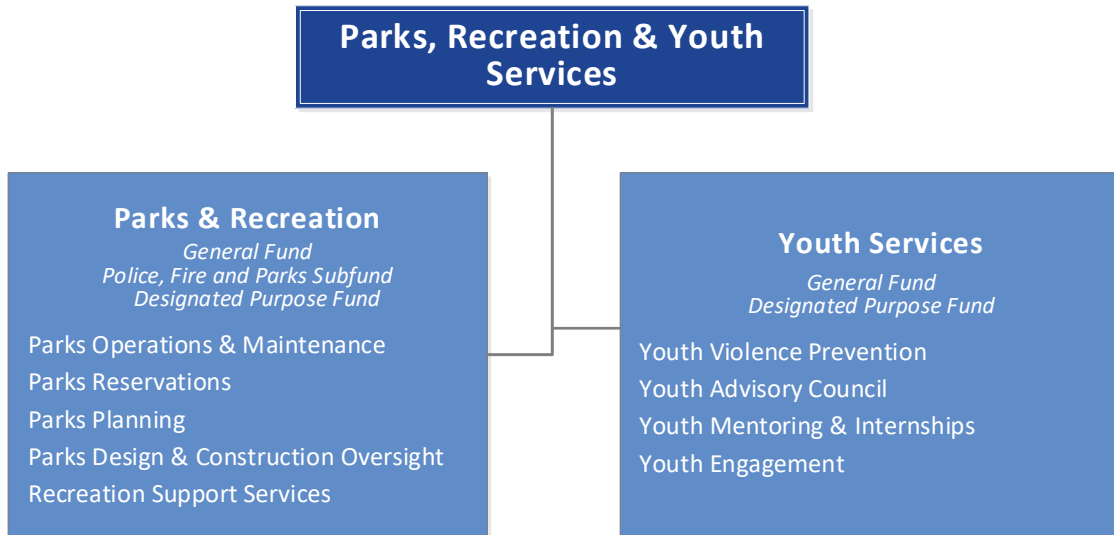 Parks, Recreation & Youth
Services
Parks & Recreation
General Fund
Police, Fire and Parks Subfund
Designated Purpose Fund
Parks Operations & Maintenance
Parks Reservations
Parks Planning
Parks Design & Construction Oversight
Recreation Support Services
Youth Services
General Fund
Designated Purpose Fund
Youth Violence Prevention
Youth Advisory Council
Youth Mentoring & Internships
Youth Engagement